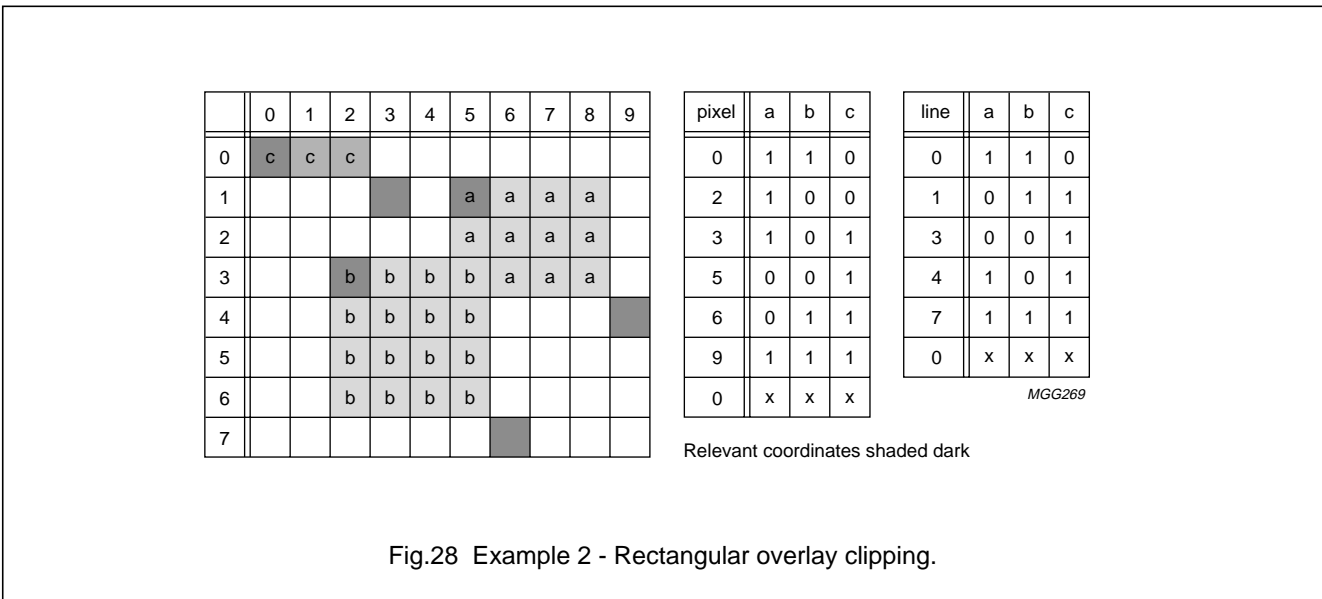 0 1 2 3 4 5 6 7 8 9
0 c c c
1 a a a a
2 a a a a
3 b b b b a a a
4 b b b b
5 b b b b
6 b b b b
7
pixel a b c
0 1 1 0
2 1 0 0
3 1 0 1
5 0 0 1
6 0 1 1
9 1 1 1
0 x x x
line a b c
0 1 1 0
1 0 1 1
3 0 0 1
4 1 0 1
7 1 1 1
0 x x x
MGG269
Relevant coordinates shaded dark
Fig.28 Example 2 - Rectangular overlay clipping.